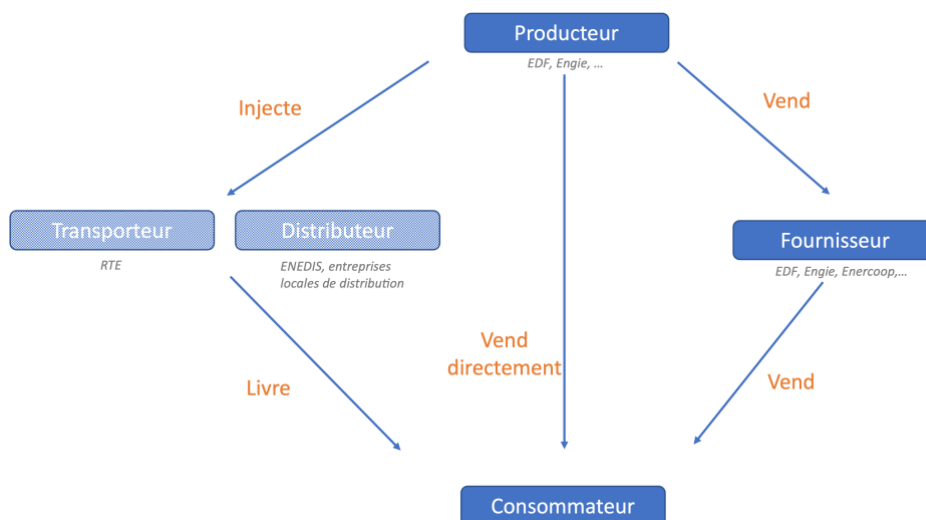 Producteur
EDF, Engie, ...
Injecte
Vend
Transporteur
Distributeur
Fournisseur
RTE
ENEDIS, entreprises
locales de distribution
EDF, Engie, Enercoop,...
Vend
directement
Livre
Vend
Consommateur